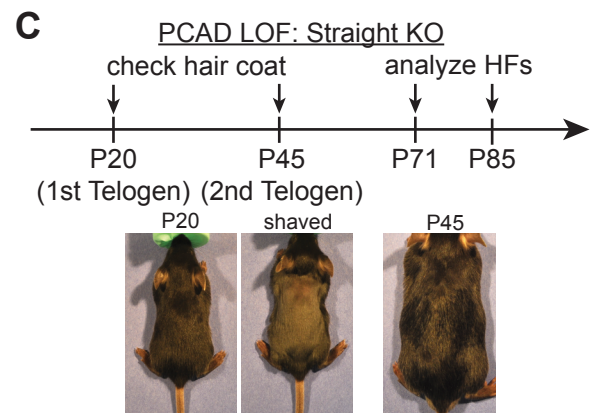 C
PCAD LOF: Straight KO
check hair coat analyze HFs
P20 P45 P71 P85
(1st Telogen) (2nd Telogen)
P20 shaved P45